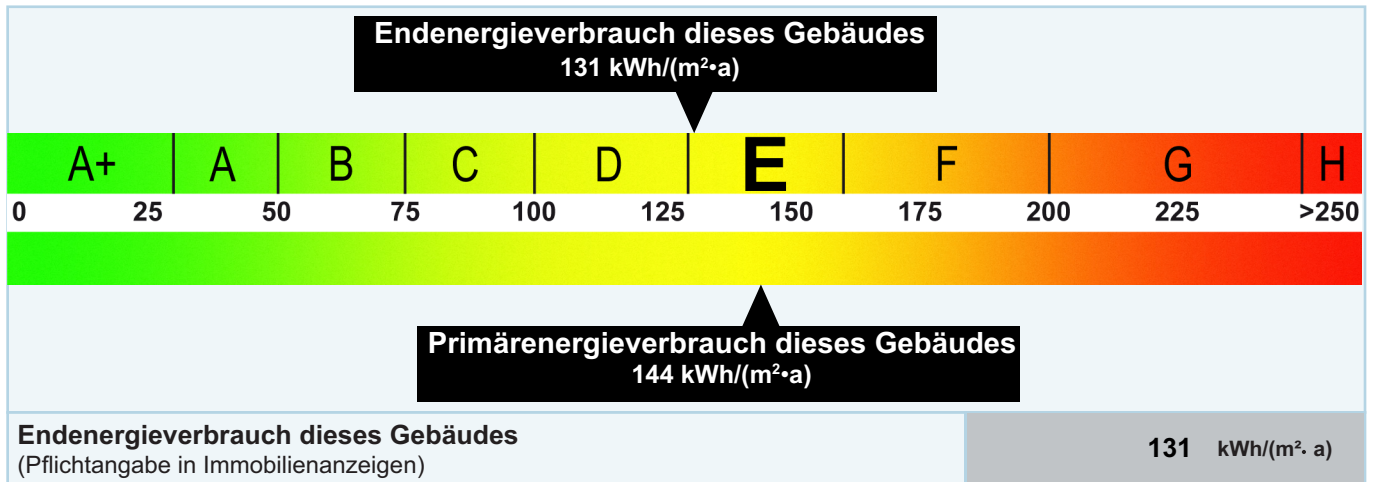 Endenergieverbrauch dieses Gebäudes
131 kWh/(m²•a)
A+ A B C D E F G H
0 25 50 75 100 125 150 175 200 225 >250
Primärenergieverbrauch dieses Gebäudes
144 kWh/(m²•a)
Endenergieverbrauch dieses Gebäudes
(Pflichtangabe in Immobilienanzeigen)
131 kWh/(m²· a)